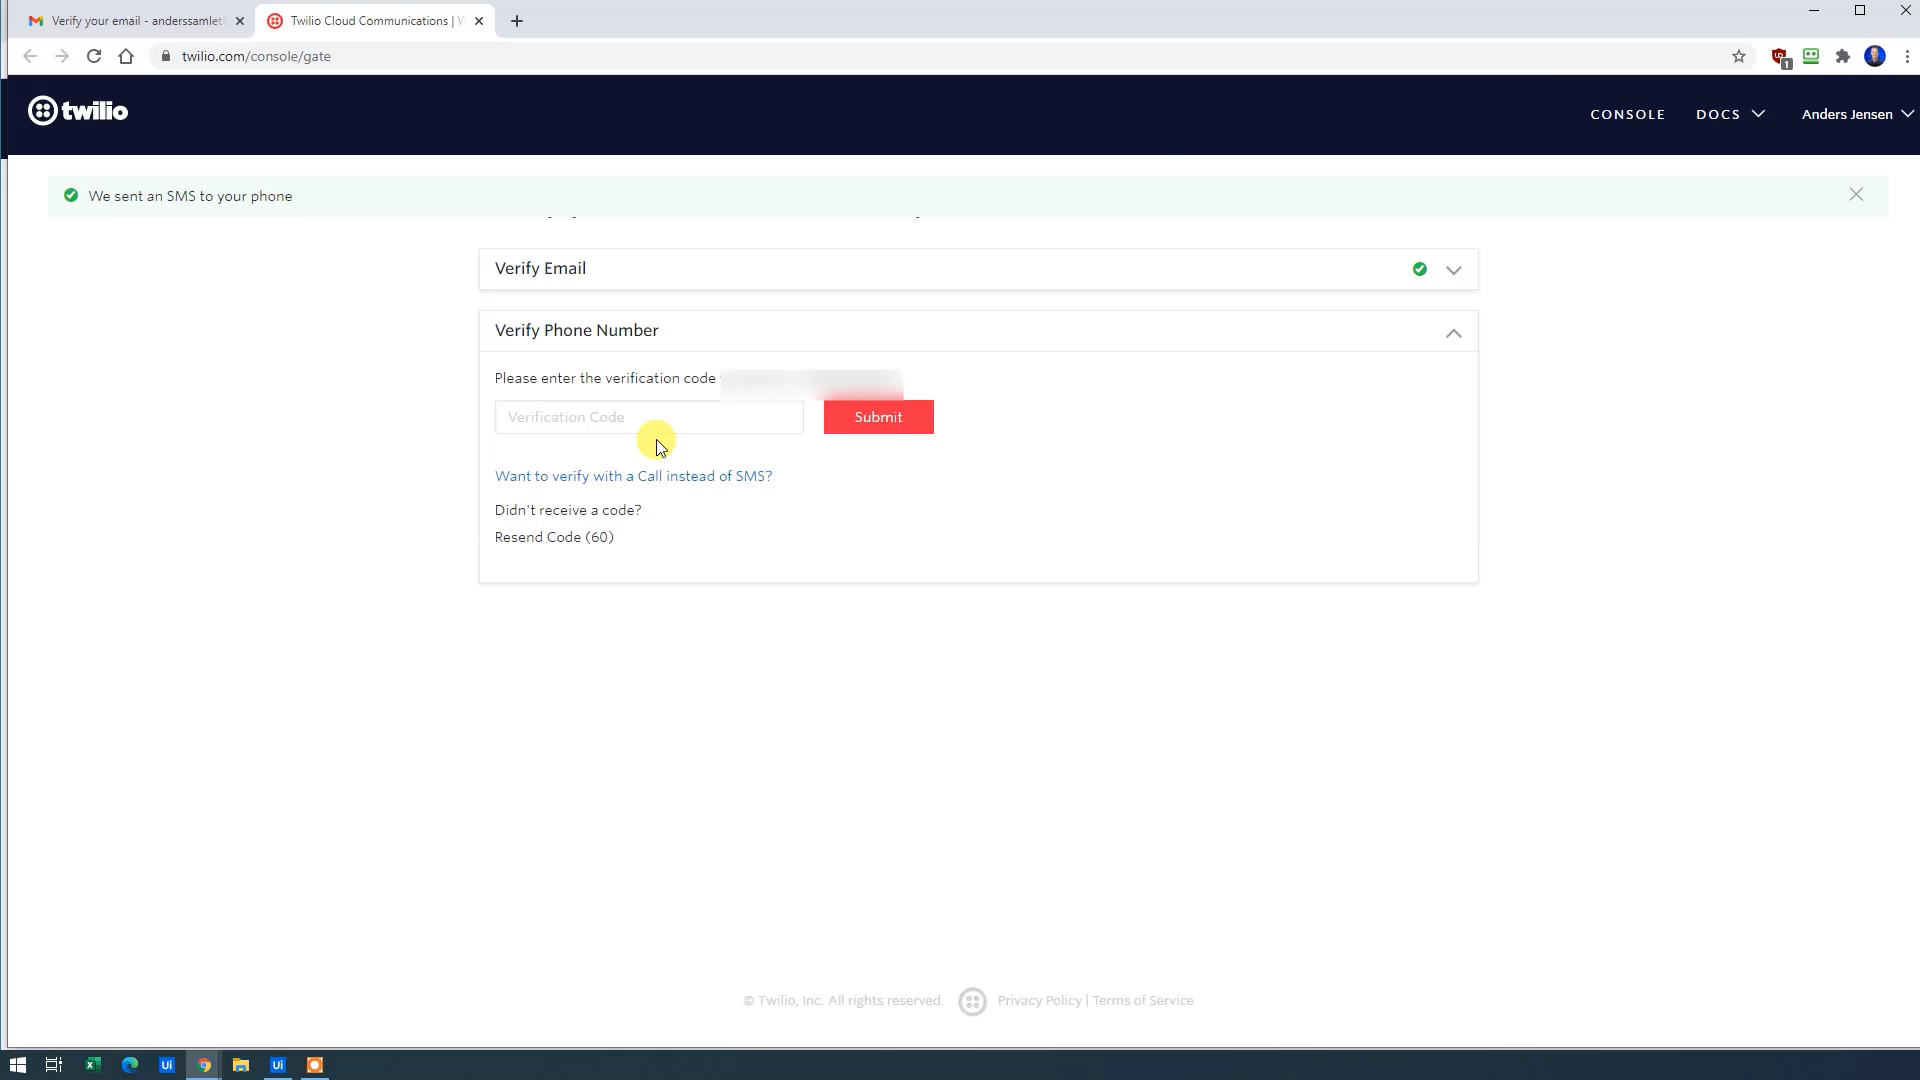 Verify your email - anderssamlet
Twilio Cloud Communications | W
twilio.com/console/gate
1
twilio
CONSOLE
DOCS
Anders Jensen
We sent an SMS to your phone
Verify Email
Verify Phone Number
Please enter the verification code
Verification Code
Submit
Want to verify with a Call instead of SMS?
Didn't receive a code?
Resend Code (60)
© Twilio, Inc. All rights reserved.
Privacy Policy | Terms of Service
Ui
Ui